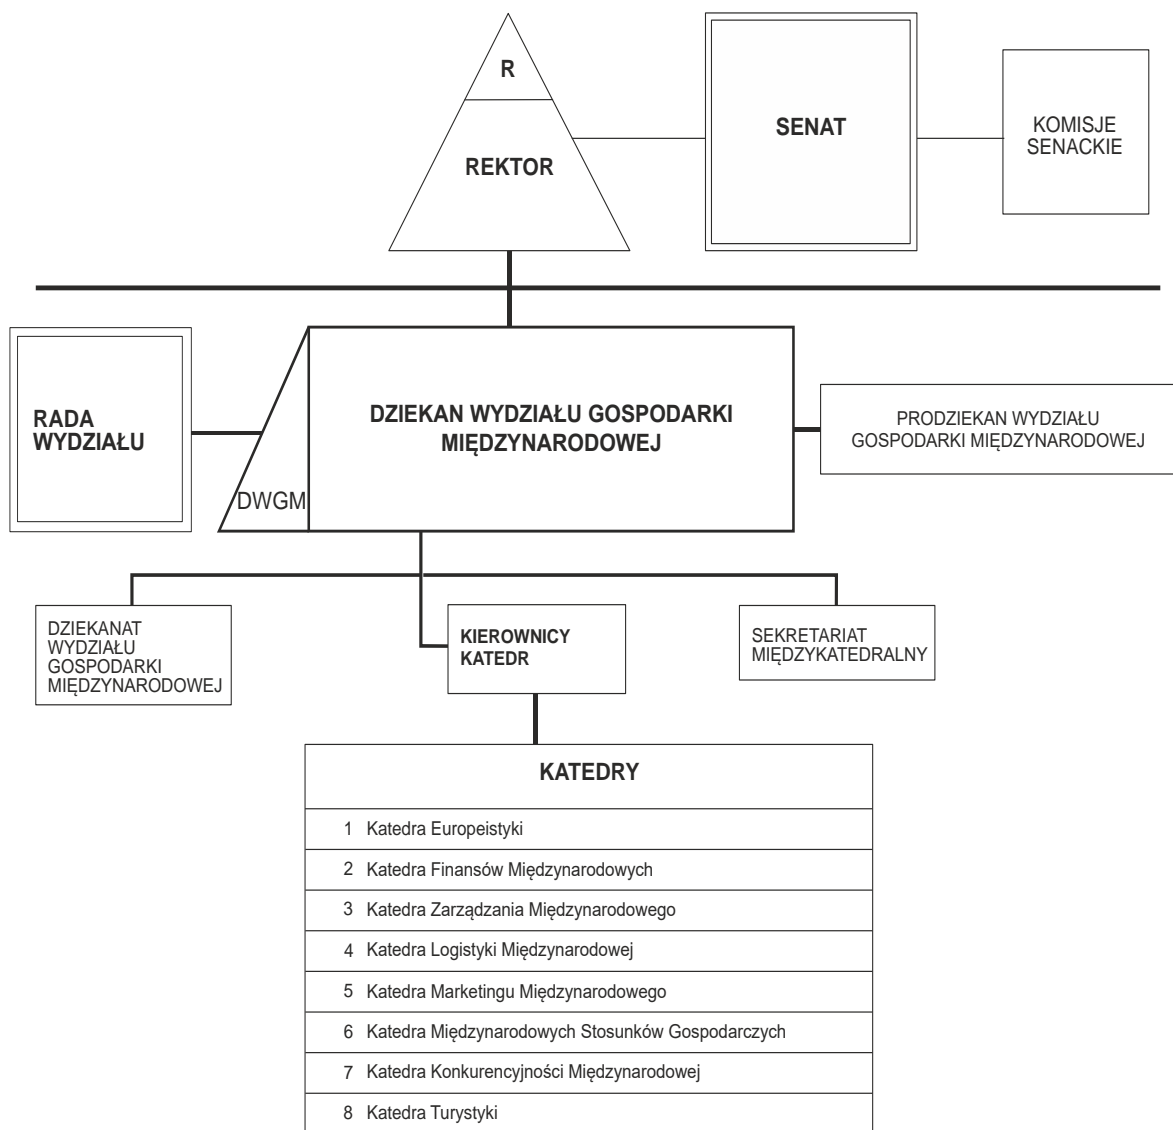 R
REKTOR
SENAT
KOMISJE
SENACKIE
RADA
WYDZIAŁU
DWGM
DZIEKAN WYDZIAŁU GOSPODARKI
MIĘDZYNARODOWEJ
PRODZIEKAN WYDZIAŁU
GOSPODARKI MIĘDZYNARODOWEJ
DZIEKANAT
WYDZIAŁU
GOSPODARKI
MIĘDZYNARODOWEJ
KIEROWNICY
KATEDR
SEKRETARIAT
MIĘDZYKATEDRALNY
KATEDRY
1 Katedra Europeistyki
2 Katedra Finansów Międzynarodowych
3 Katedra Zarządzania Międzynarodowego
4 Katedra Logistyki Międzynarodowej
5 Katedra Marketingu Międzynarodowego
6 Katedra Międzynarodowych Stosunków Gospodarczych
7 Katedra Konkurencyjności Międzynarodowej
8 Katedra Turystyki